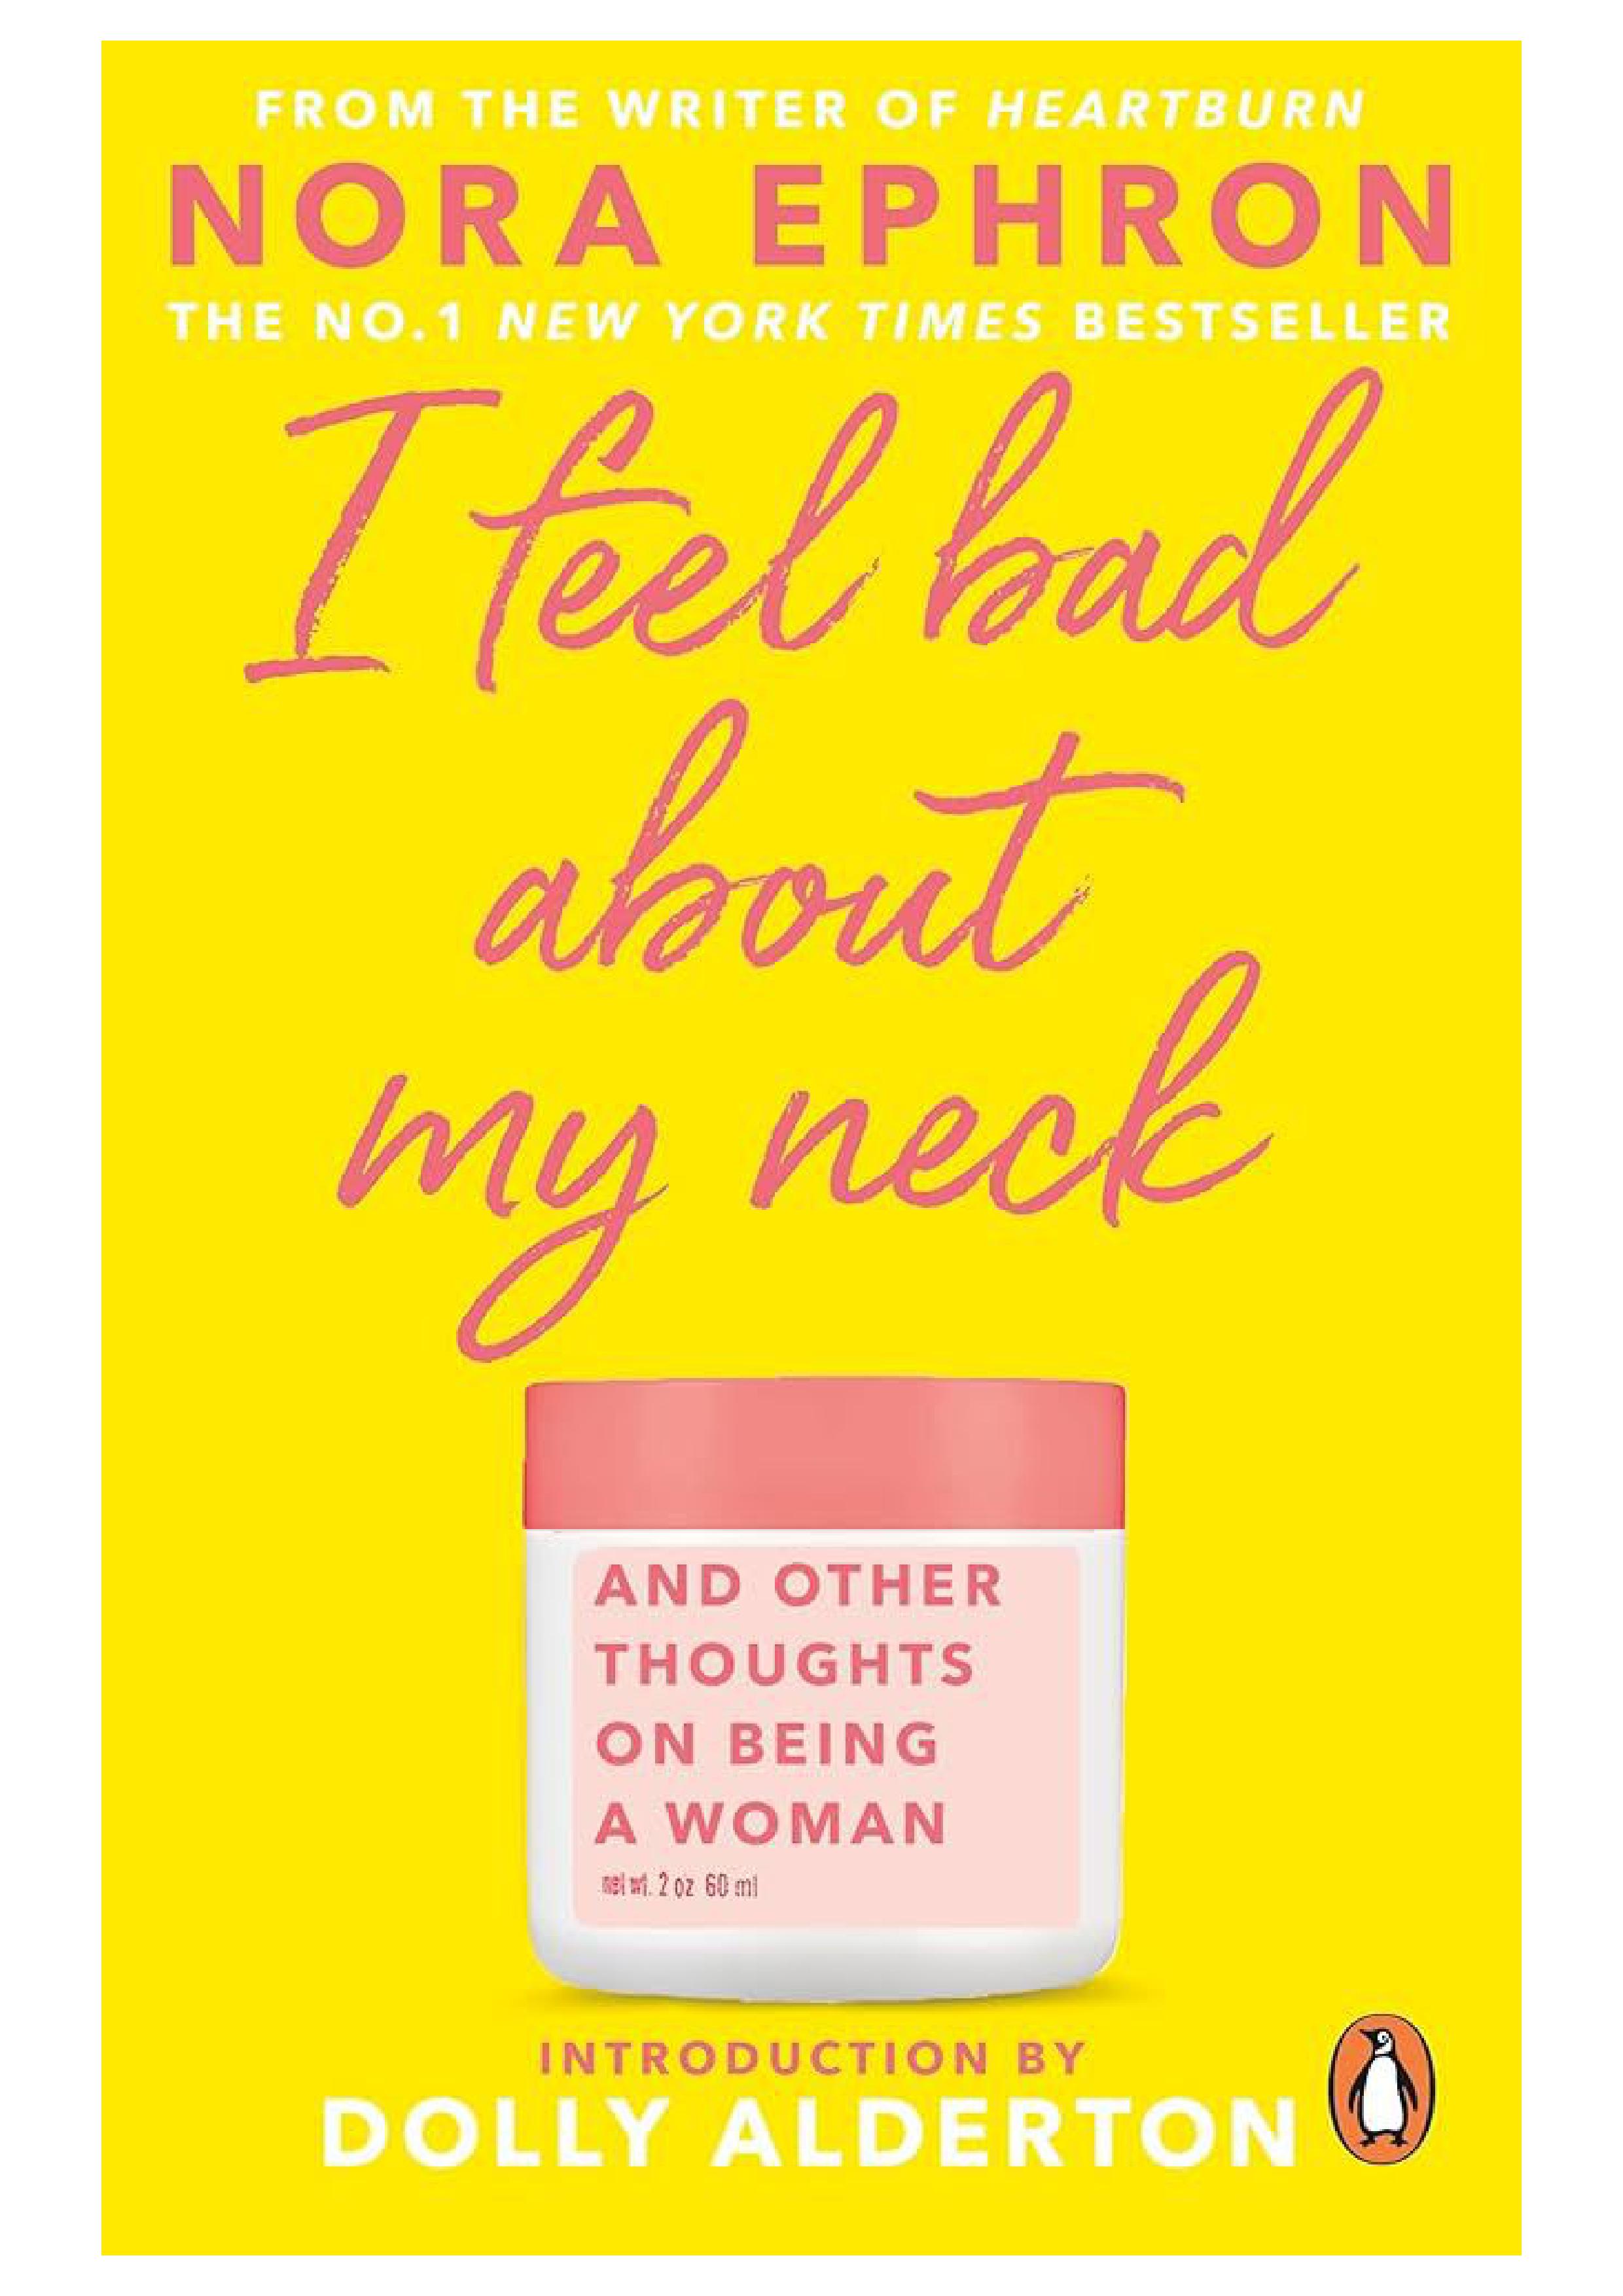 FROM THE WRITER OF HEARTBURN
NORA EPHRON
THE NO.1 NEW YORK TIMES BESTSELLER
I feel bad
about
my neck
AND OTHER
THOUGHTS
ON BEING
A WOMAN
net wt. 2 oz 60 ml
INTRODUCTION BY
DOLLY ALDERTON